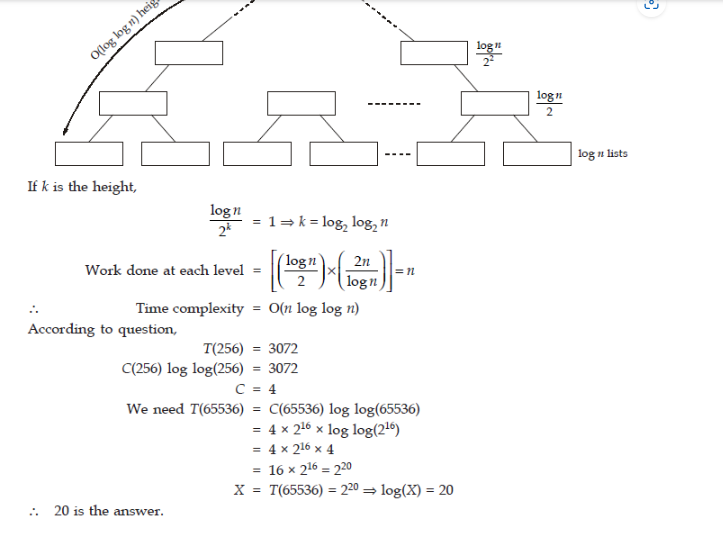 O(log log n) heig
log n / 2²
log n / 2
log n lists
If k is the height,
log n / 2ᵏ = 1 ⇒ k = log₂ log₂ n
Work done at each level = [(log n / 2) × (2n / log n)] = n
∴ Time complexity = O(n log log n)
According to question,
T(256) = 3072
C(256) log log(256) = 3072
C = 4
We need T(65536) = C(65536) log log(65536)
= 4 × 2¹⁶ × log log(2¹⁶)
= 4 × 2¹⁶ × 4
= 16 × 2¹⁶ = 2²⁰
X = T(65536) = 2²⁰ ⇒ log(X) = 20
∴ 20 is the answer.